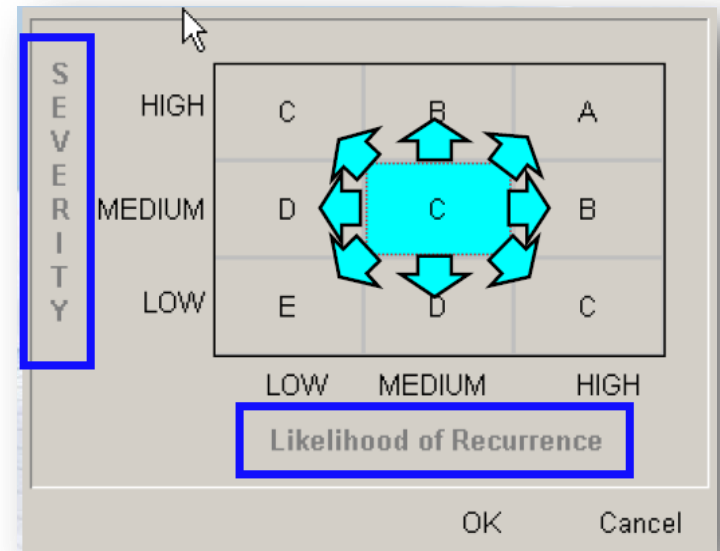 SEVERITY
HIGH C B A
MEDIUM D C B
LOW E D C
LOW MEDIUM HIGH
Likelihood of Recurrence
OK Cancel